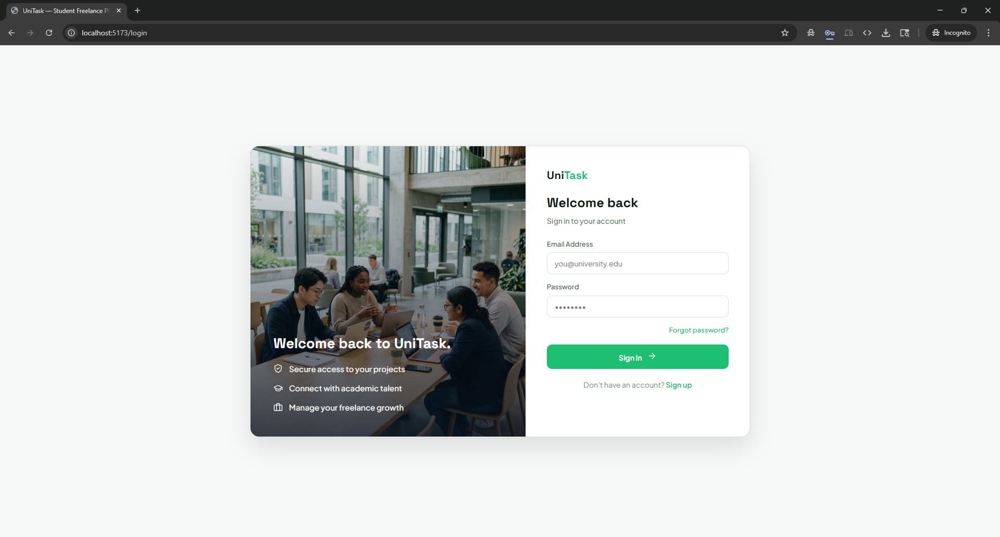 UniTask — Student Freelance Pl
localhost:5173/login
Incognito
Welcome back to UniTask.
Secure access to your projects
Connect with academic talent
Manage your freelance growth
UniTask
Welcome back
Sign in to your account
Email Address
you@university.edu
Password
••••••••
Forgot password?
Sign In
Don't have an account? Sign up